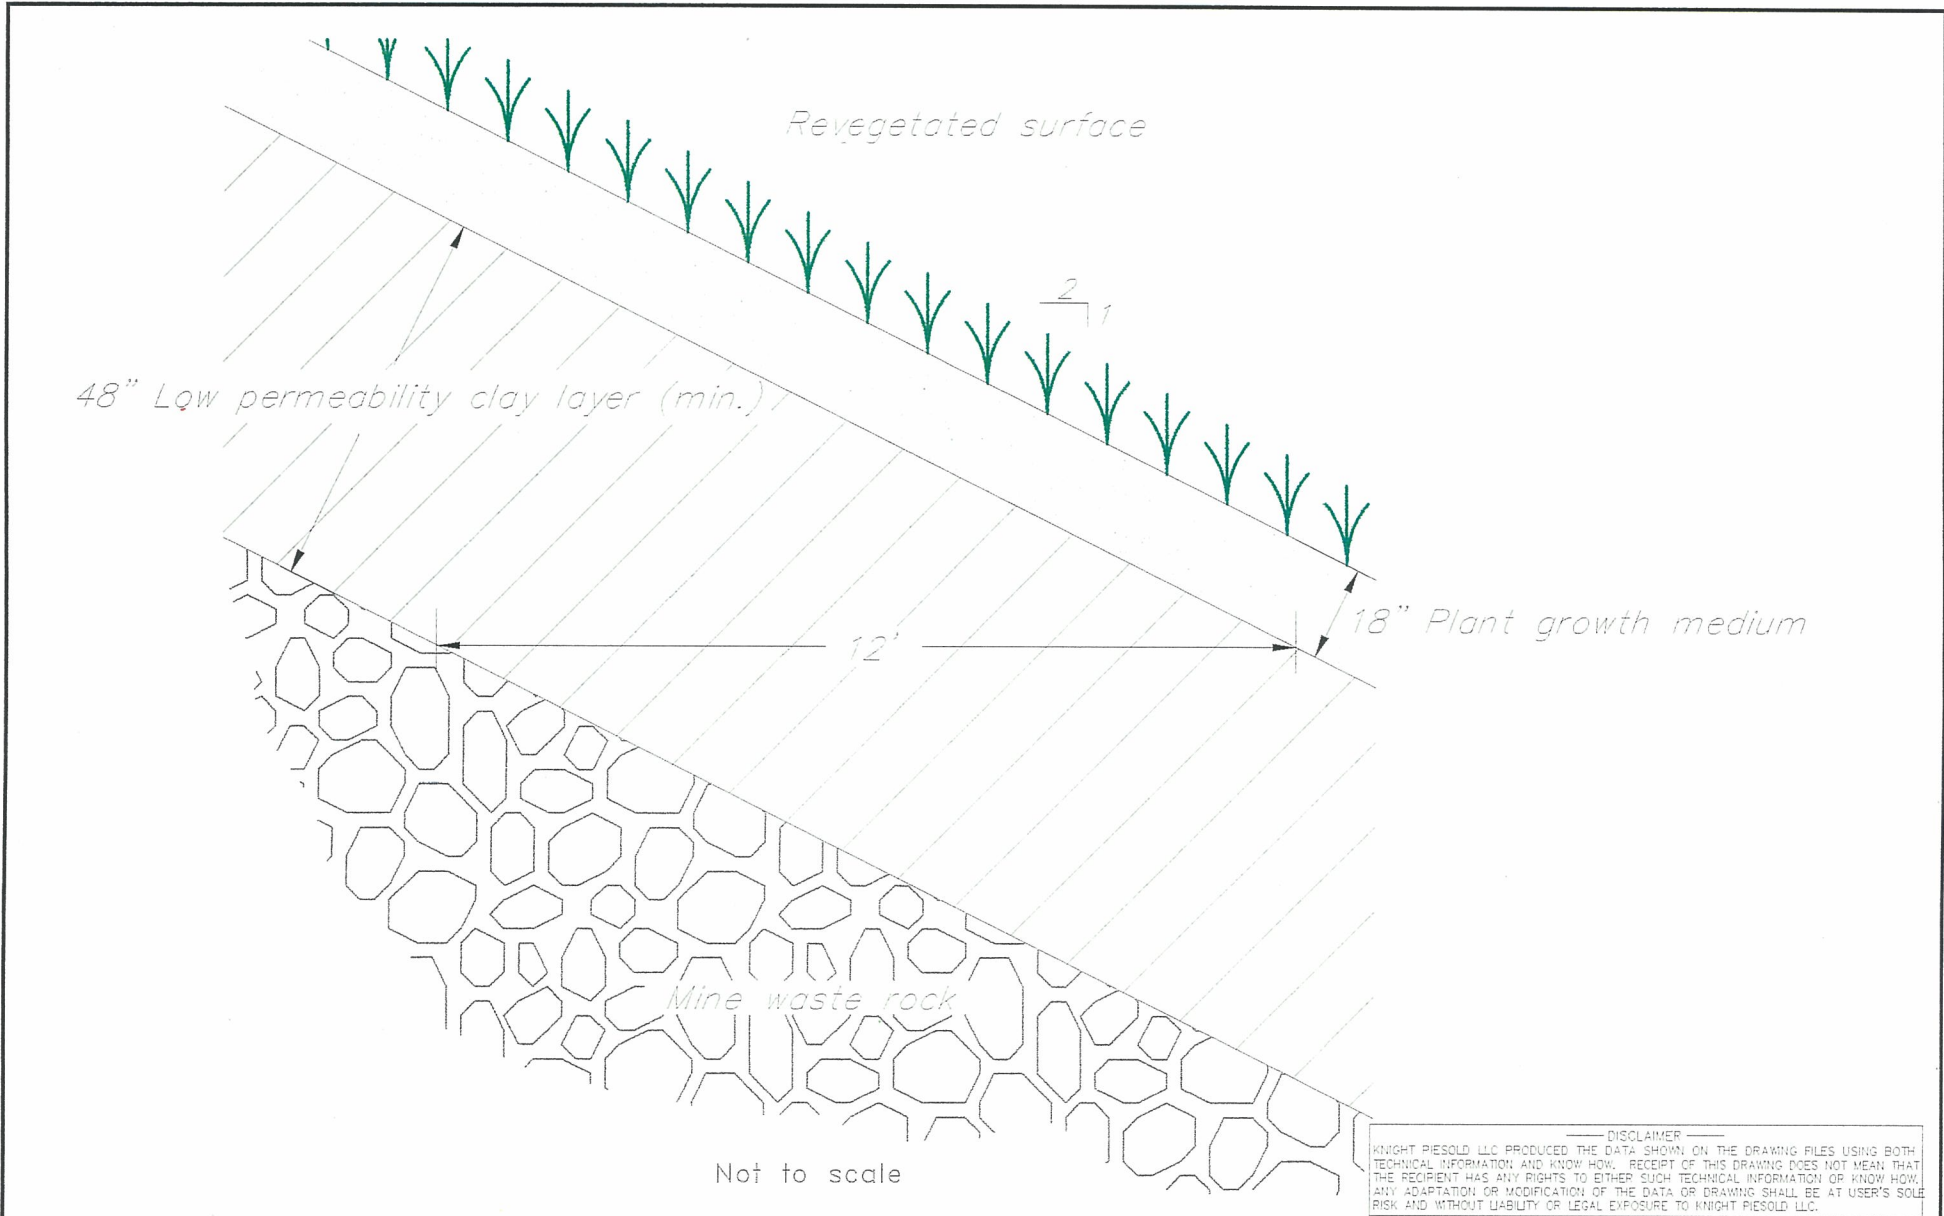 Revegetated surface
2
1
48" Low permeability clay layer (min.)
12'
18" Plant growth medium
Mine waste rock
Not to scale
DISCLAIMER
KNIGHT PIESOLD LLC PRODUCED THE DATA SHOWN ON THE DRAWING FILES USING BOTH
TECHNICAL INFORMATION AND KNOW HOW. RECEIPT OF THIS DRAWING DOES NOT MEAN THAT
THE RECIPIENT HAS ANY RIGHTS TO EITHER SUCH TECHNICAL INFORMATION OR KNOW HOW.
ANY ADAPTATION OR MODIFICATION OF THE DATA OR DRAWING SHALL BE AT USER'S SOLE
RISK AND WITHOUT LIABILITY OR LEGAL EXPOSURE TO KNIGHT PIESOLD LLC.